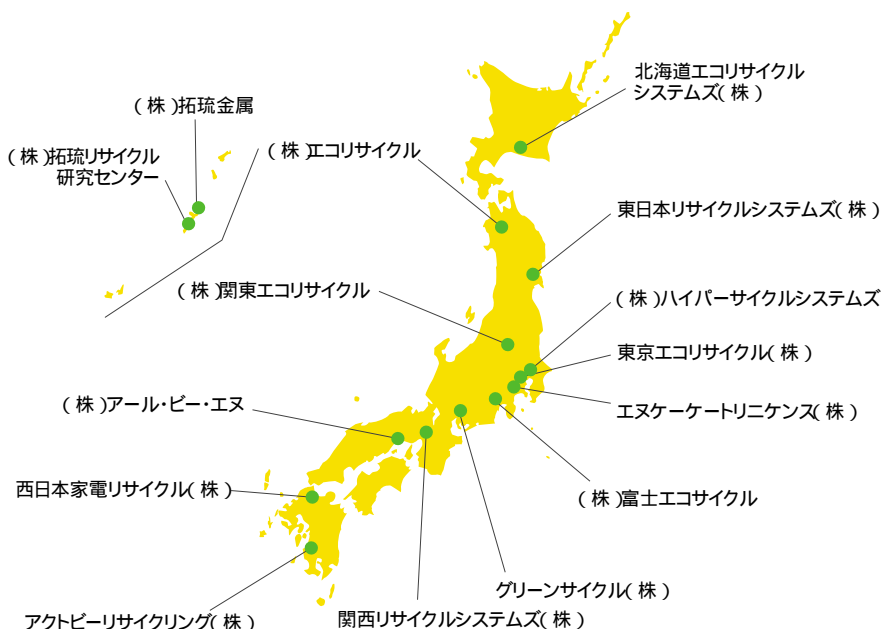 北海道エコリサイクル
システムズ(株)
(株)拓琉金属
(株)エコリサイクル
(株)拓琉リサイクル
研究センター
東日本リサイクルシステムズ(株)
(株)関東エコリサイクル
(株)ハイパーサイクルシステムズ
東京エコリサイクル(株)
(株)アール・ビー・エヌ
エヌケーケートリニケンス(株)
西日本家電リサイクル(株)
(株)富士エコサイクル
グリーンサイクル(株)
アクトビーリサイクリング(株)
関西リサイクルシステムズ(株)